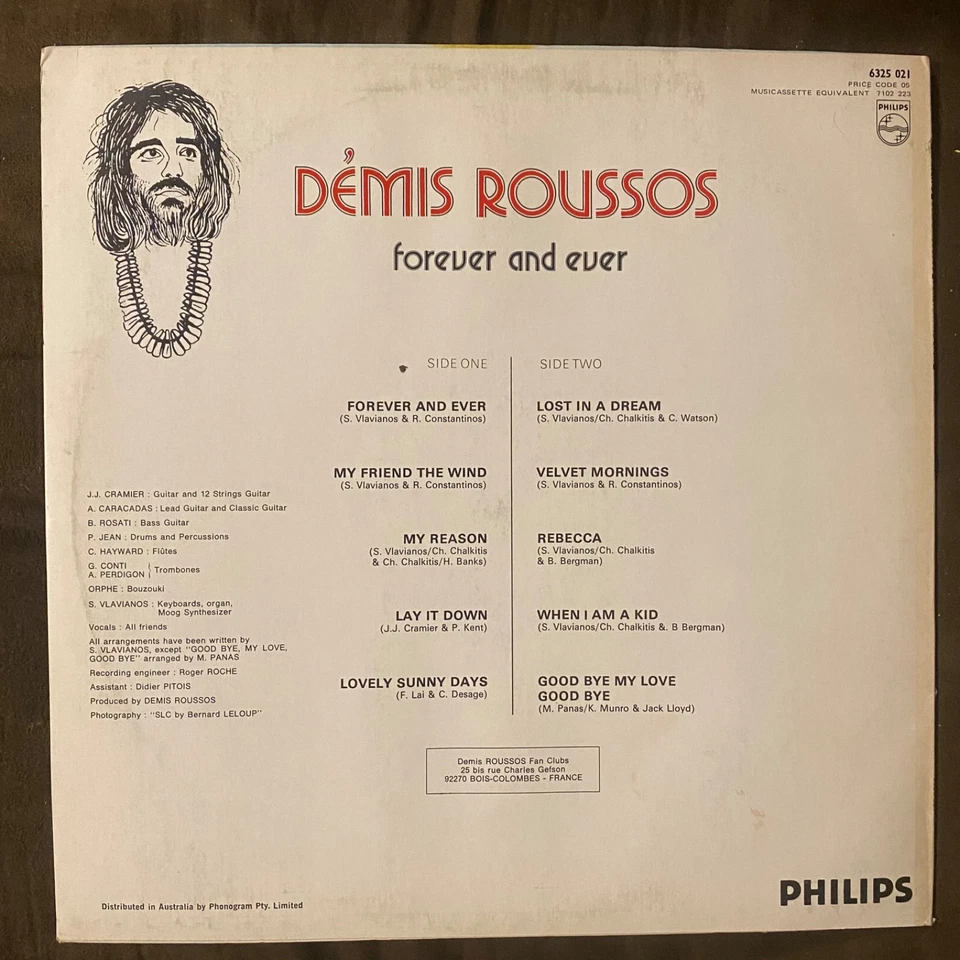 6325 021
PRICE CODE 05
MUSICASSETTE EQUIVALENT 7102 223
PHILIPS
DÉMIS ROUSSOS
forever and ever
SIDE ONE
FOREVER AND EVER
(S. Vlavianos & R. Constantinos)
MY FRIEND THE WIND
(S. Vlavianos & R. Constantinos)
MY REASON
(S. Vlavianos/Ch. Chalkitis
& Ch. Chalkitis/H. Banks)
LAY IT DOWN
(J.J. Cramier & P. Kent)
LOVELY SUNNY DAYS
(F. Lai & C. Desage)
SIDE TWO
LOST IN A DREAM
(S. Vlavianos/Ch. Chalkitis & C. Watson)
VELVET MORNINGS
(S. Vlavianos & R. Constantinos)
REBECCA
(S. Vlavianos/Ch. Chalkitis
& B. Bergman)
WHEN I AM A KID
(S. Vlavianos/Ch. Chalkitis &. B Bergman)
GOOD BYE MY LOVE
GOOD BYE
(M. Panas/K. Munro & Jack Lloyd)
J.J. CRAMIER : Guitar and 12 Strings Guitar
A. CARACADAS : Lead Guitar and Classic Guitar
B. ROSATI : Bass Guitar
P. JEAN : Drums and Percussions
C. HAYWARD : Flûtes
G. CONTI
A. PERDIGON ( Trombones
ORPHE : Bouzouki
S. VLAVIANOS : Keyboards, organ,
Moog Synthesizer
Vocals : All friends
All arrangements have been written by
S. VLAVIANOS, except "GOOD BYE, MY LOVE,
GOOD BYE" arranged by M. PANAS
Recording engineer : Roger ROCHE
Assistant : Didier PITOIS
Produced by DEMIS ROUSSOS
Photography : "SLC by Bernard LELOUP"
Demis ROUSSOS Fan Clubs
25 bis rue Charles Gefson
92270 BOIS-COLOMBES - FRANCE
Distributed in Australia by Phonogram Pty. Limited
PHILIPS